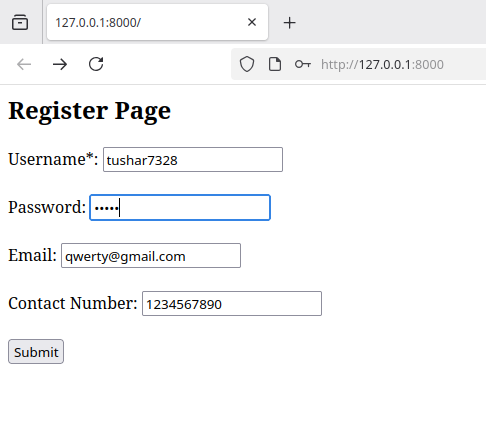 127.0.0.1:8000/
http://127.0.0.1:8000
Register Page
Username*: tushar7328
Password: •••••
Email: qwerty@gmail.com
Contact Number: 1234567890
Submit